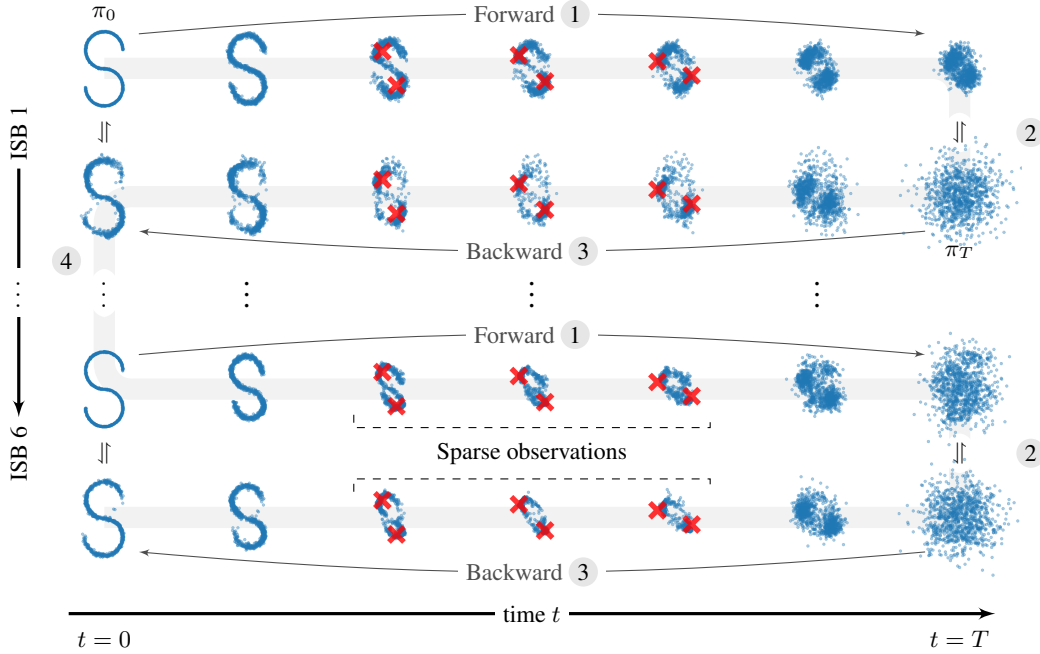 π₀
Forward 1
ISB 1
2
Backward 3
π_T
4
Forward 1
ISB 6
Sparse observations
2
Backward 3
time t
t = 0
t = T